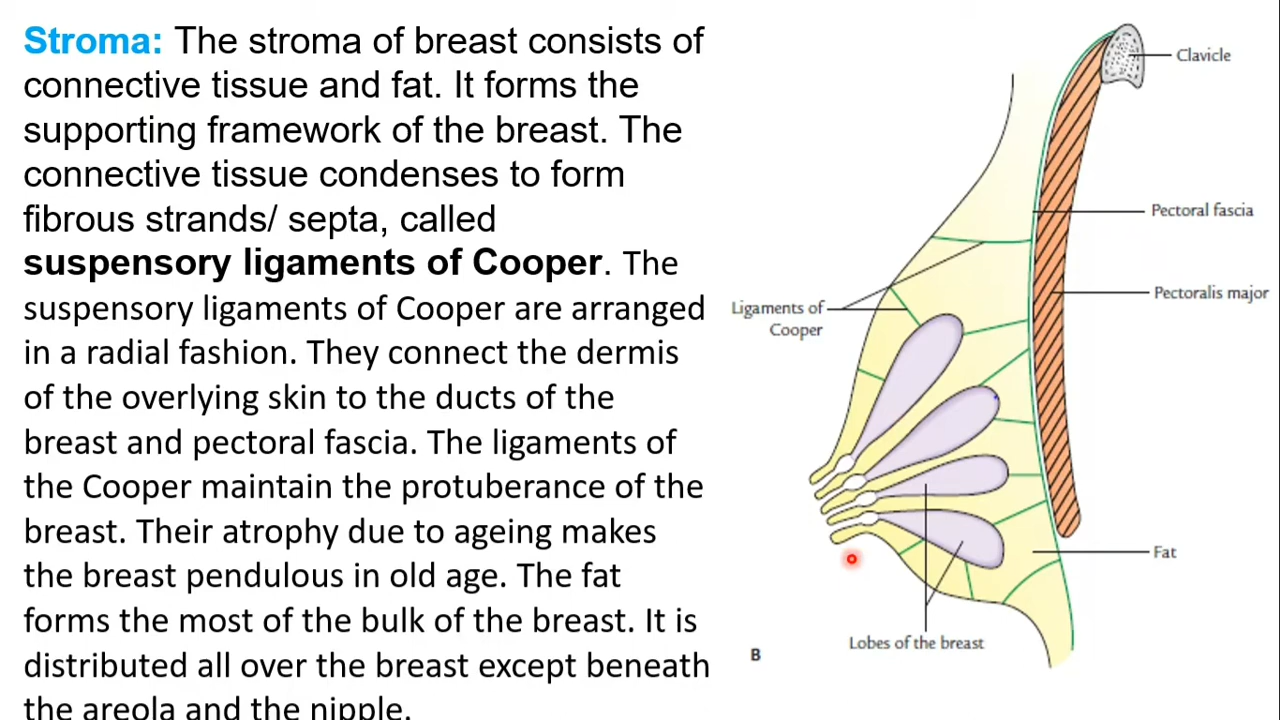 Stroma: The stroma of breast consists of
connective tissue and fat. It forms the
supporting framework of the breast. The
connective tissue condenses to form
fibrous strands/ septa, called
suspensory ligaments of Cooper. The
suspensory ligaments of Cooper are arranged
in a radial fashion. They connect the dermis
of the overlying skin to the ducts of the
breast and pectoral fascia. The ligaments of
the Cooper maintain the protuberance of the
breast. Their atrophy due to ageing makes
the breast pendulous in old age. The fat
forms the most of the bulk of the breast. It is
distributed all over the breast except beneath
the areola and the nipple.
Clavicle
Pectoral fascia
Pectoralis major
Ligaments of
Cooper
Fat
Lobes of the breast
B